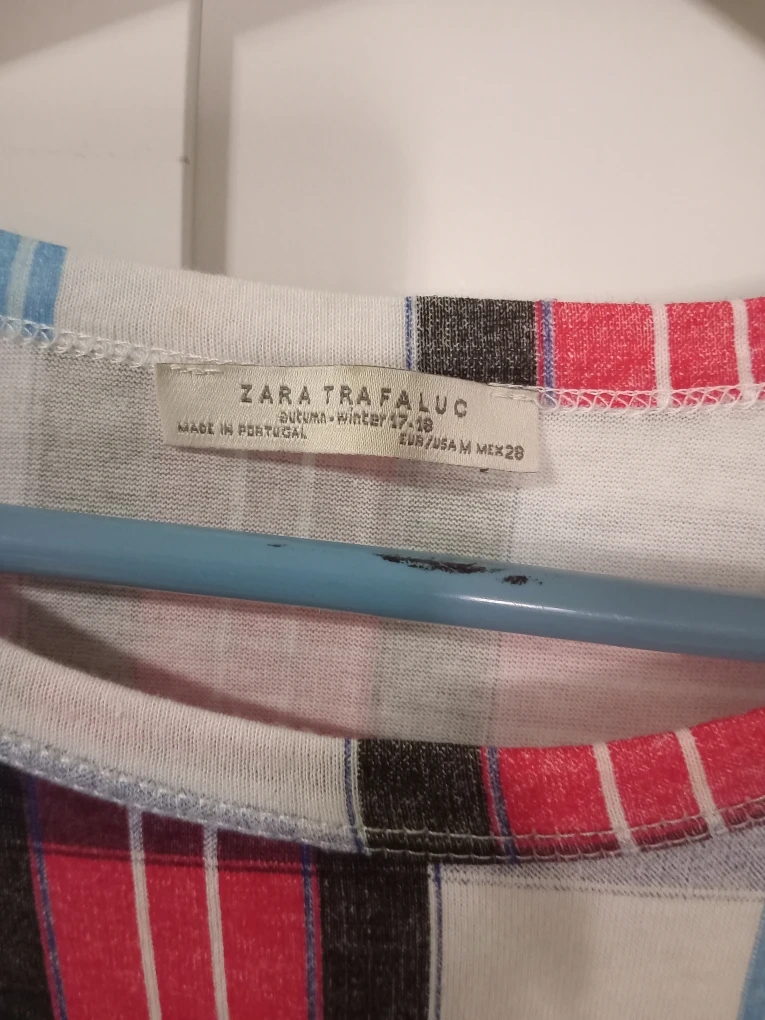 ZARA TRAFALUC
autumn-winter 17-18
MADE IN PORTUGAL EUR/USA M MEX 28